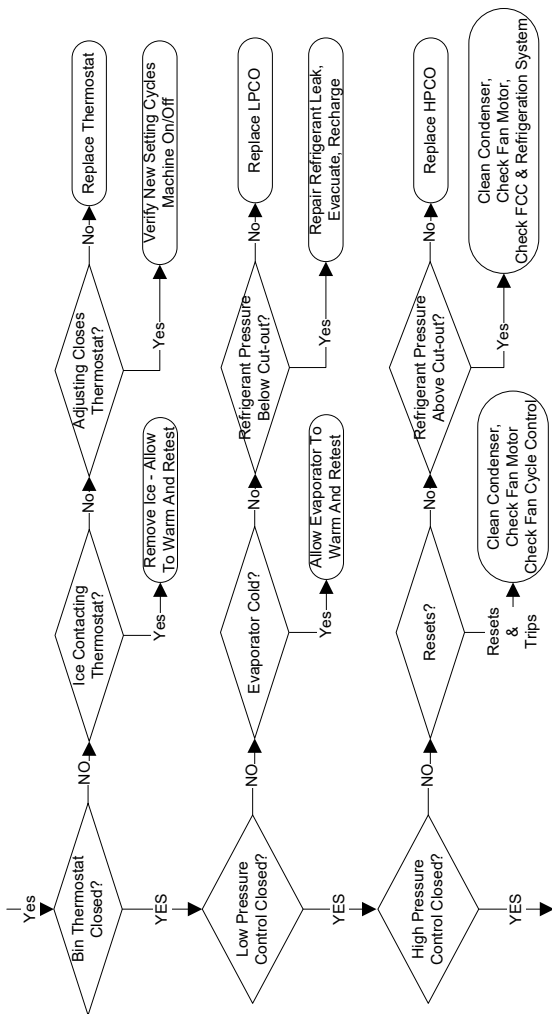 Yes
Bin Thermostat
Closed?
NO
Ice Contacting
Thermostat?
No
Adjusting Closes
Thermostat?
No
Replace Thermostat
Yes
Remove Ice - Allow
To Warm And Retest
Yes
Verify New Setting Cycles
Machine On/Off
YES
Low Pressure
Control Closed?
NO
Evaporator Cold?
No
Refrigerant Pressure
Below Cut-out?
No
Replace LPCO
Yes
Allow Evaporator To
Warm And Retest
Yes
Repair Refrigerant Leak,
Evacuate, Recharge
YES
High Pressure
Control Closed?
NO
Resets?
No
Refrigerant Pressure
Above Cut-out?
No
Replace HPCO
Resets
&
Trips
Clean Condenser,
Check Fan Motor
Check Fan Cycle Control
Yes
Clean Condenser,
Check Fan Motor,
Check FCC & Refrigeration System
YES